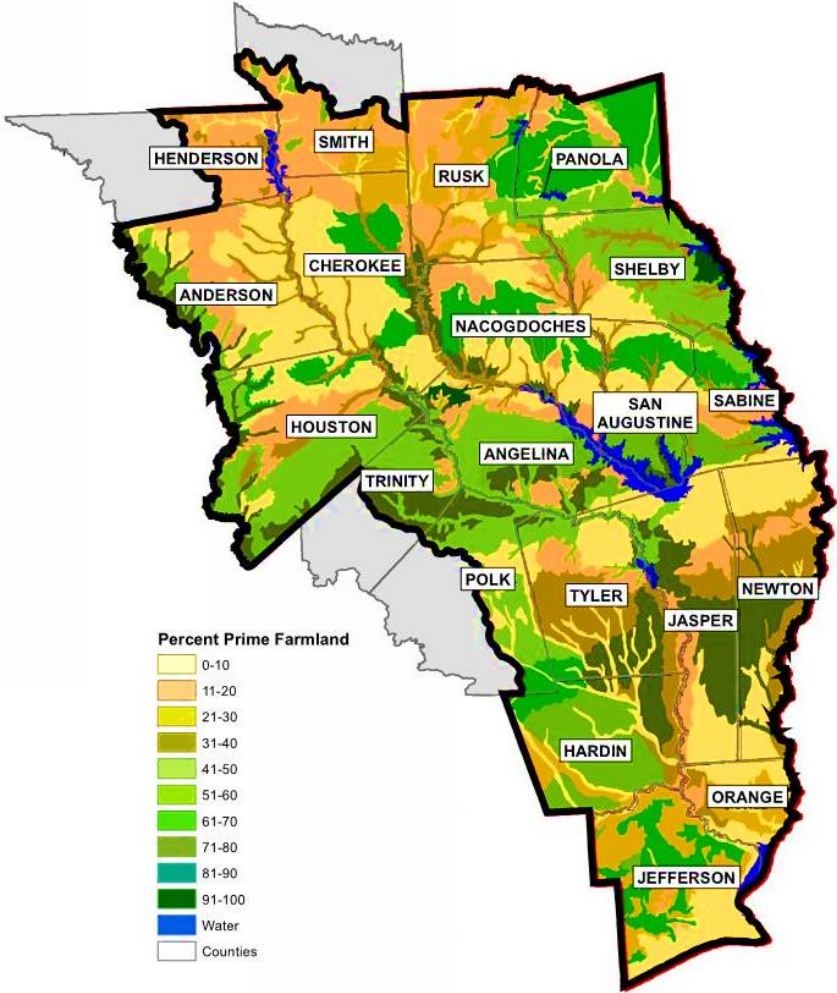 SMITH
HENDERSON
PANOLA
RUSK
CHEROKEE
SHELBY
ANDERSON
NACOGDOCHES
SABINE
SAN
AUGUSTINE
HOUSTON
ANGELINA
TRINITY
POLK
TYLER
NEWTON
JASPER
HARDIN
ORANGE
JEFFERSON
Percent Prime Farmland
0-10
11-20
21-30
31-40
41-50
51-60
61-70
71-80
81-90
91-100
Water
Counties